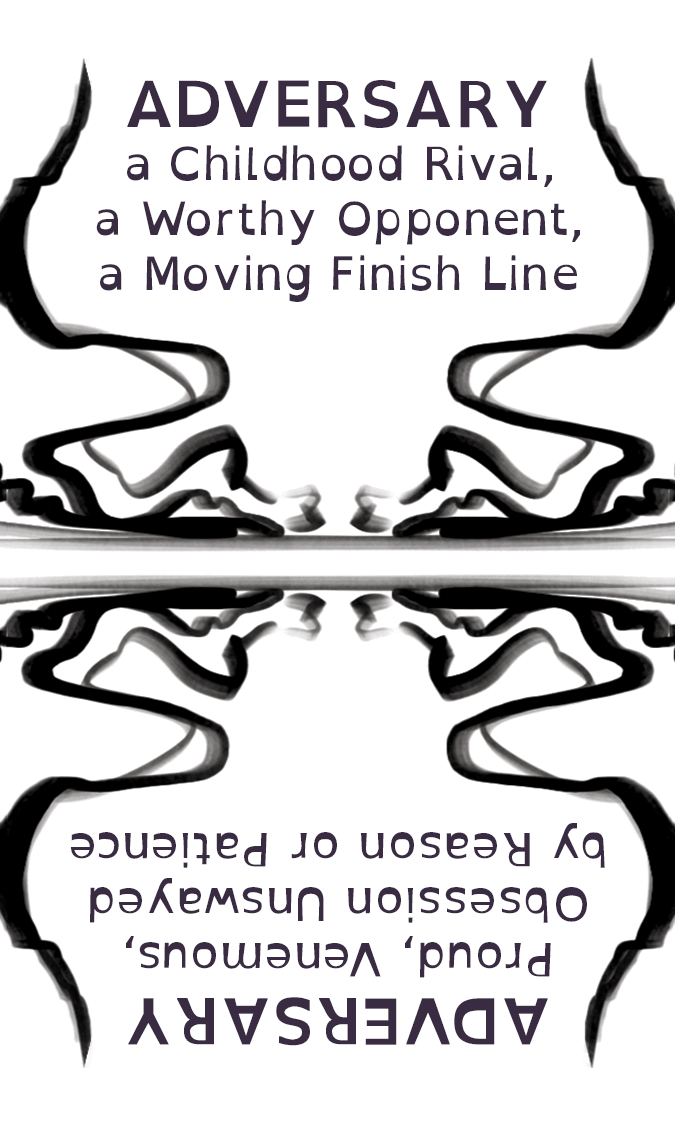 ADVERSARY
a Childhood Rival,
a Worthy Opponent,
a Moving Finish Line
ADVERSARY
Proud, Venemous,
Obsession Unswayed
by Reason or Patience